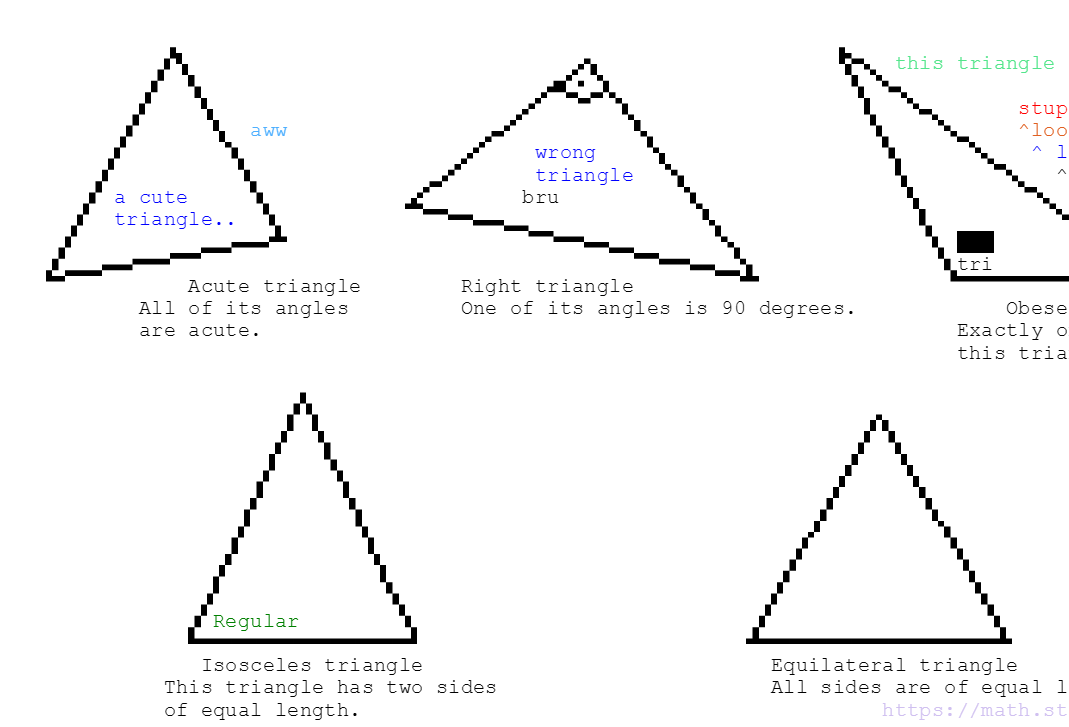 this triangle
stup
^loo
^ l
^
aww
wrong
triangle
bru
a cute
triangle..
tri
Acute triangle
All of its angles
are acute.
Right triangle
One of its angles is 90 degrees.
Obese
Exactly o
this tria
Regular
Isosceles triangle
This triangle has two sides
of equal length.
Equilateral triangle
All sides are of equal l
https://math.st